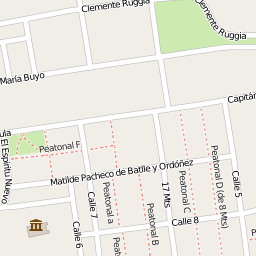 Clemente Ruggia
Clemente Ruggia
María Buyo
Capitán
ula
El Espíritu Nuevo
Peatonal F
Matilde Pacheco de Batlle y Ordóñez
Calle 6
Calle 7
Peatonal
Peatonal B
17 Mts
Peatonal C
Peatonal D (de 8 Mts)
Calle 5
Calle 8